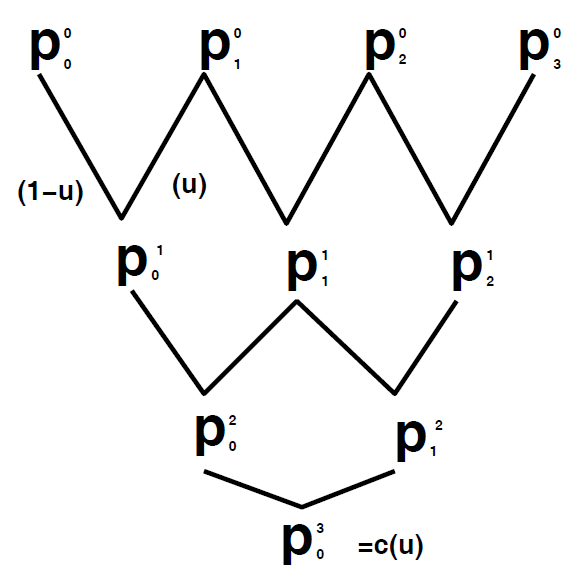 p⁰₀ p⁰₁ p⁰₂ p⁰₃
(1−u) (u)
p¹₀ p¹₁ p¹₂
p²₀ p²₁
p³₀ =c(u)